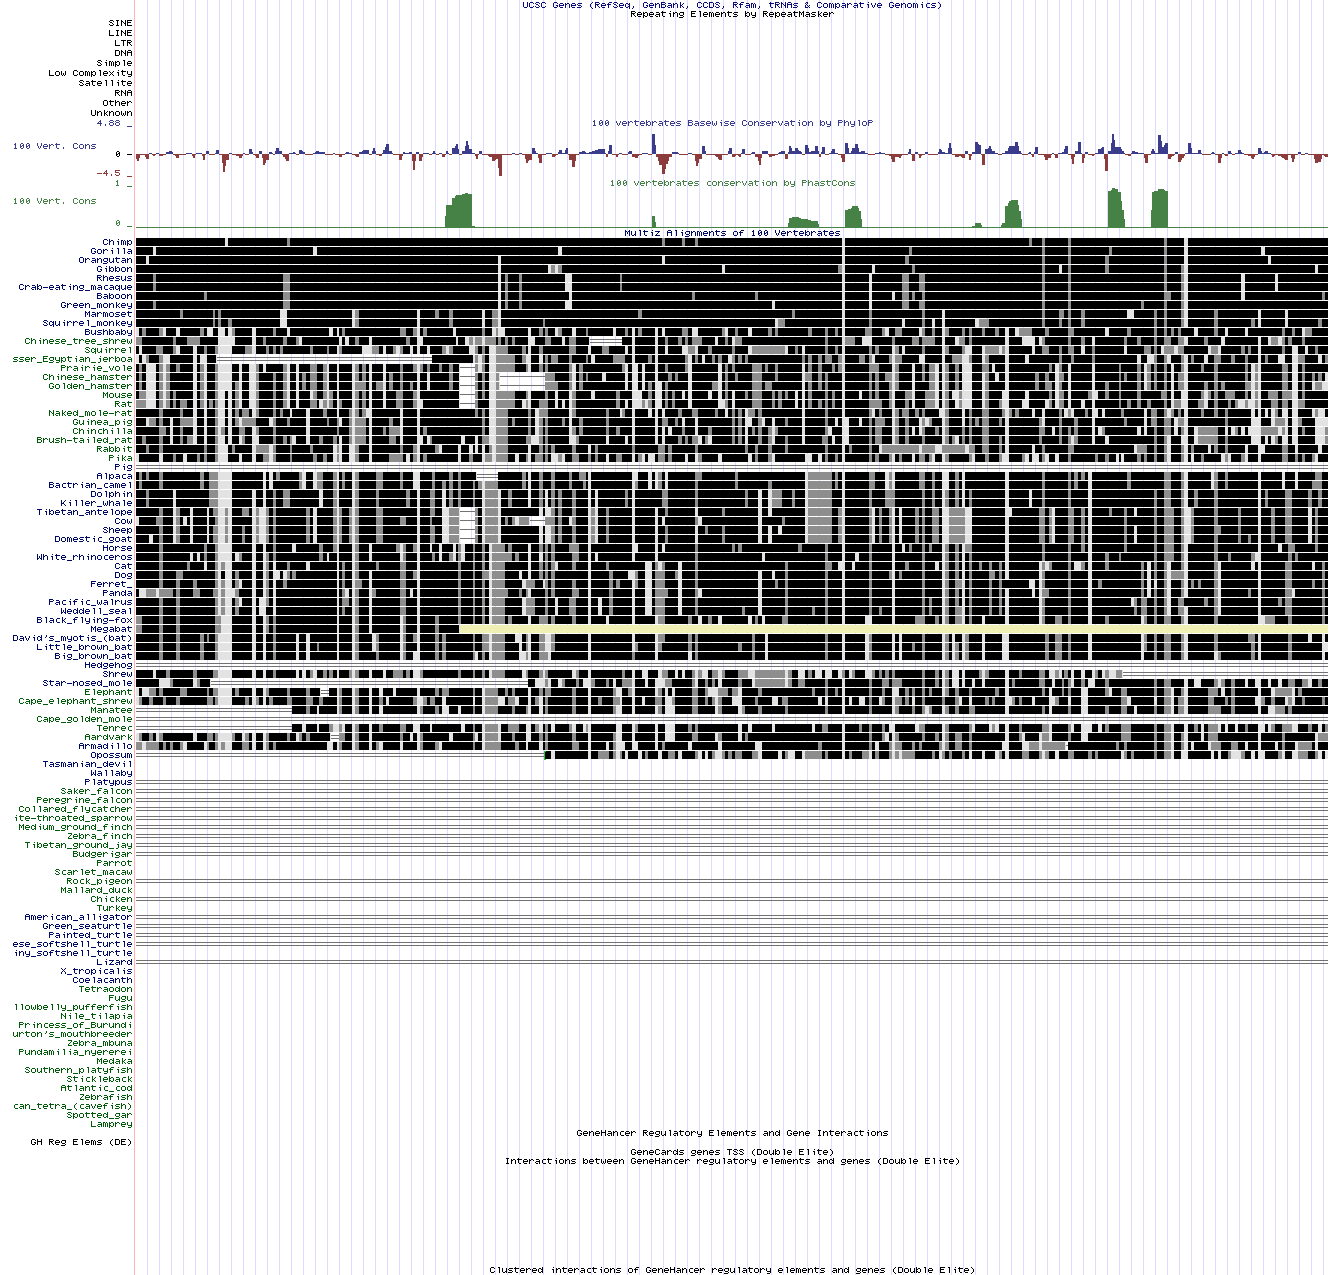 UCSC Genes (RefSeq, GenBank, CCDS, Rfam, tRNAs & Comparative Genomics)
Repeating Elements by RepeatMasker
SINE
LINE
LTR
DNA
Simple
Low Complexity
Satellite
RNA
Other
Unknown
100 vertebrates Basewise Conservation by PhyloP
4.88 _
100 Vert. Cons
0 -
-4.5 _
100 vertebrates conservation by PhastCons
1 _
100 Vert. Cons
0 _
Multiz Alignments of 100 Vertebrates
Chimp
Gorilla
Orangutan
Gibbon
Rhesus
Crab-eating_macaque
Baboon
Green_monkey
Marmoset
Squirrel_monkey
Bushbaby
Chinese_tree_shrew
Squirrel
sser_Egyptian_jerboa
Prairie_vole
Chinese_hamster
Golden_hamster
Mouse
Rat
Naked_mole-rat
Guinea_pig
Chinchilla
Brush-tailed_rat
Rabbit
Pika
Pig
Alpaca
Bactrian_camel
Dolphin
Killer_whale
Tibetan_antelope
Cow
Sheep
Domestic_goat
Horse
White_rhinoceros
Cat
Dog
Ferret_
Panda
Pacific_walrus
Weddell_seal
Black_flying-fox
Megabat
David's_myotis_(bat)
Little_brown_bat
Big_brown_bat
Hedgehog
Shrew
Star-nosed_mole
Elephant
Cape_elephant_shrew
Manatee
Cape_golden_mole
Tenrec
Aardvark
Armadillo
Opossum
Tasmanian_devil
Wallaby
Platypus
Saker_falcon
Peregrine_falcon
Collared_flycatcher
ite-throated_sparrow
Medium_ground_finch
Zebra_finch
Tibetan_ground_jay
Budgerigar
Parrot
Scarlet_macaw
Rock_pigeon
Mallard_duck
Chicken
Turkey
American_alligator
Green_seaturtle
Painted_turtle
ese_softshell_turtle
iny_softshell_turtle
Lizard
X_tropicalis
Coelacanth
Tetraodon
Fugu
llowbelly_pufferfish
Nile_tilapia
Princess_of_Burundi
urton's_mouthbreeder
Zebra_mbuna
Pundamilia_nyererei
Medaka
Southern_platyfish
Stickleback
Atlantic_cod
Zebrafish
can_tetra_(cavefish)
Spotted_gar
Lamprey
GeneHancer Regulatory Elements and Gene Interactions
GH Reg Elems (DE)
GeneCards genes TSS (Double Elite)
Interactions between GeneHancer regulatory elements and genes (Double Elite)
Clustered interactions of GeneHancer regulatory elements and genes (Double Elite)